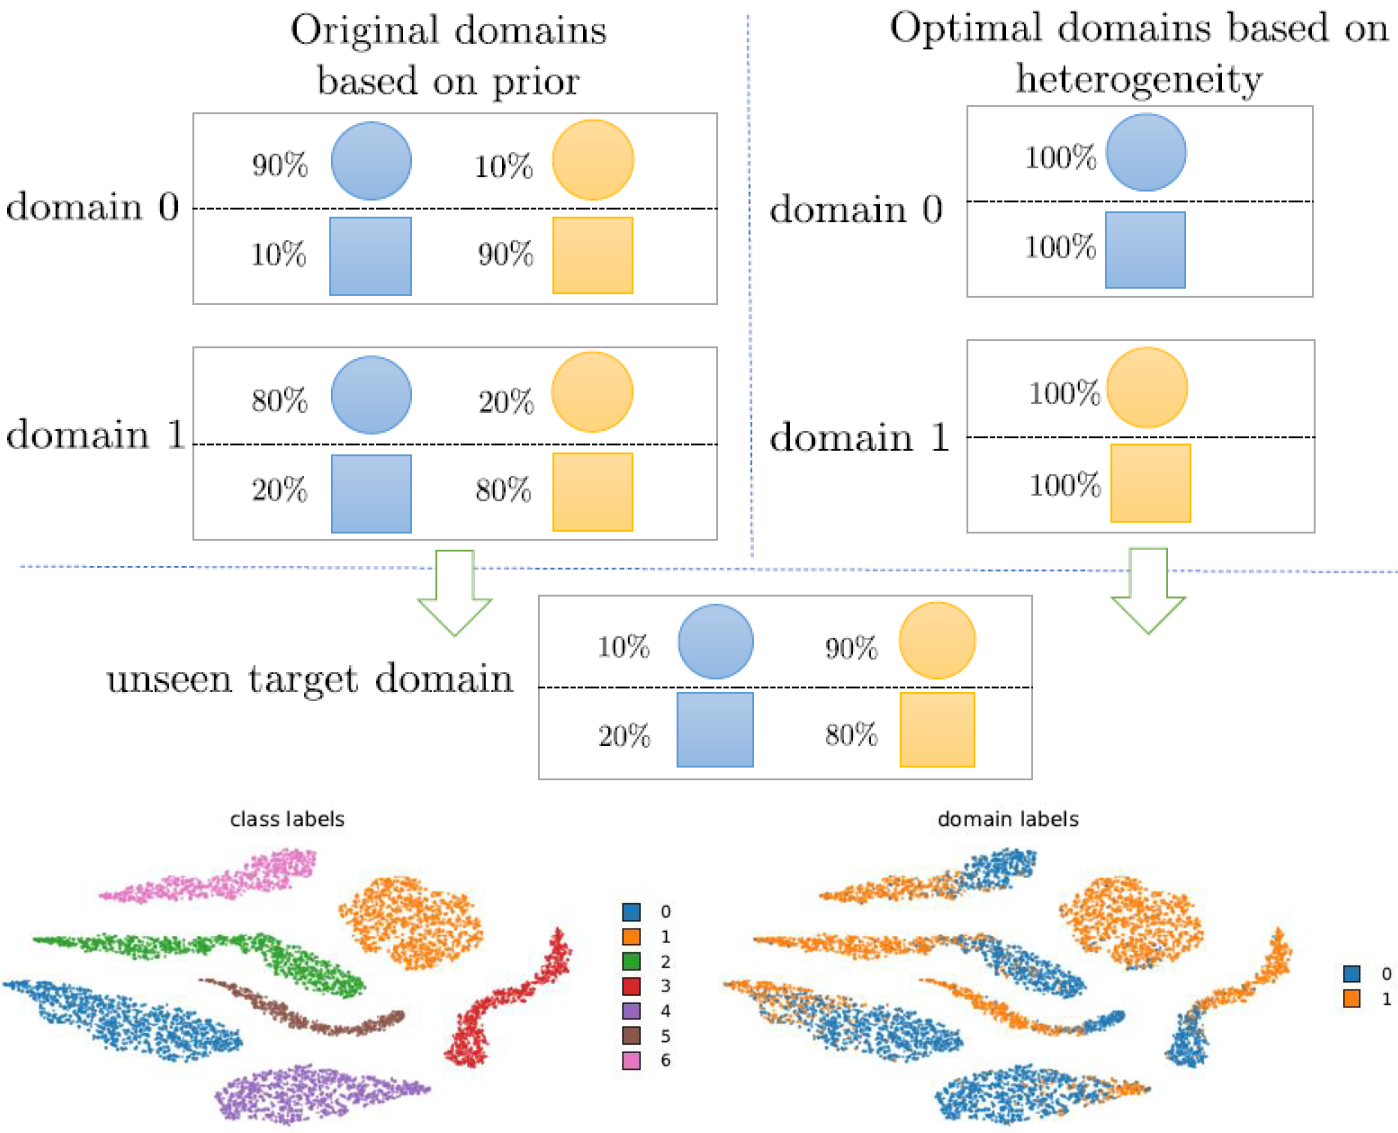 Original domains
based on prior
Optimal domains based on
heterogeneity
domain 0
90%
10%
10%
90%
domain 0
100%
100%
domain 1
80%
20%
20%
80%
domain 1
100%
100%
unseen target domain
10%
90%
20%
80%
class labels
0
1
2
3
4
5
6
domain labels
0
1